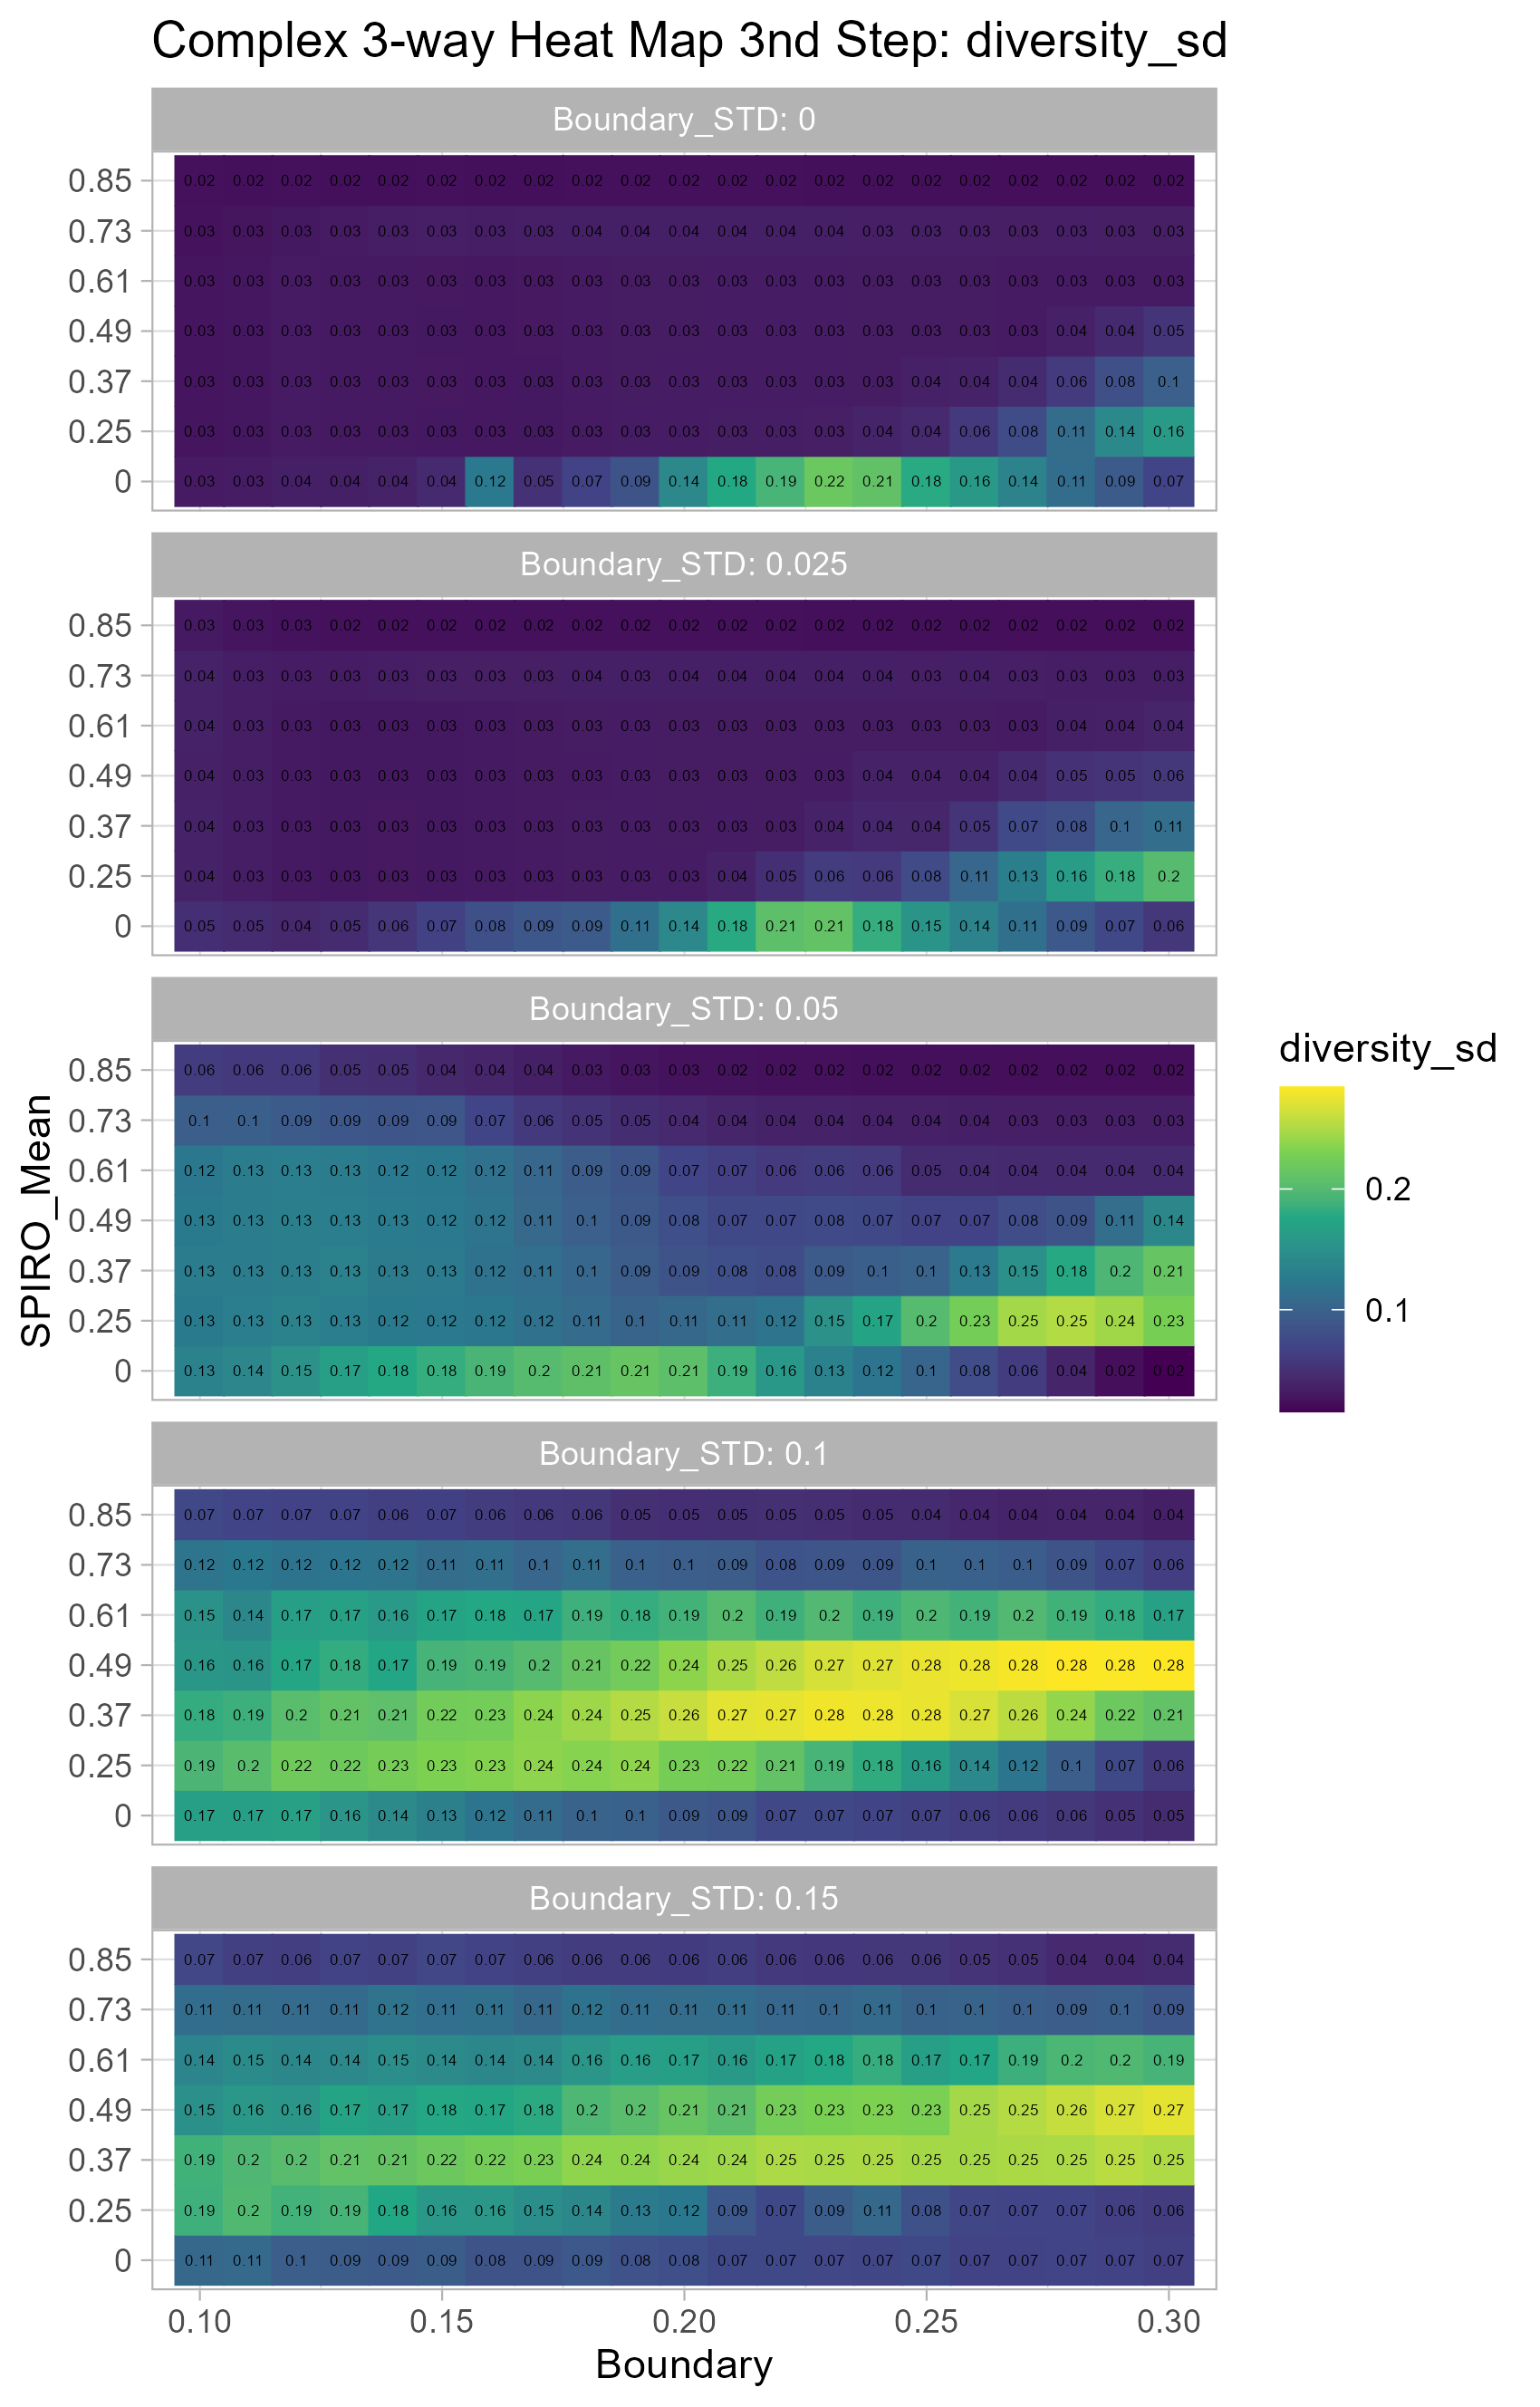 Complex 3-way Heat Map 3nd Step: diversity_sd
Boundary_STD: 0
0.85 0.02 0.02 0.02 0.02 0.02 0.02 0.02 0.02 0.02 0.02 0.02 0.02 0.02 0.02 0.02 0.02 0.02 0.02 0.02 0.02 0.02
0.73 0.03 0.03 0.03 0.03 0.03 0.03 0.03 0.03 0.04 0.04 0.04 0.04 0.04 0.04 0.03 0.03 0.03 0.03 0.03 0.03 0.03
0.61 0.03 0.03 0.03 0.03 0.03 0.03 0.03 0.03 0.03 0.03 0.03 0.03 0.03 0.03 0.03 0.03 0.03 0.03 0.03 0.03 0.03
0.49 0.03 0.03 0.03 0.03 0.03 0.03 0.03 0.03 0.03 0.03 0.03 0.03 0.03 0.03 0.03 0.03 0.03 0.03 0.04 0.04 0.05
0.37 0.03 0.03 0.03 0.03 0.03 0.03 0.03 0.03 0.03 0.03 0.03 0.03 0.03 0.03 0.03 0.04 0.04 0.04 0.06 0.08 0.1
0.25 0.03 0.03 0.03 0.03 0.03 0.03 0.03 0.03 0.03 0.03 0.03 0.03 0.03 0.03 0.04 0.04 0.06 0.08 0.11 0.14 0.16
0 0.03 0.03 0.04 0.04 0.04 0.04 0.12 0.05 0.07 0.09 0.14 0.18 0.19 0.22 0.21 0.18 0.16 0.14 0.11 0.09 0.07
Boundary_STD: 0.025
0.85 0.03 0.03 0.03 0.02 0.02 0.02 0.02 0.02 0.02 0.02 0.02 0.02 0.02 0.02 0.02 0.02 0.02 0.02 0.02 0.02 0.02
0.73 0.04 0.03 0.03 0.03 0.03 0.03 0.03 0.03 0.04 0.03 0.04 0.04 0.04 0.04 0.04 0.03 0.04 0.03 0.03 0.03 0.03
0.61 0.04 0.03 0.03 0.03 0.03 0.03 0.03 0.03 0.03 0.03 0.03 0.03 0.03 0.03 0.03 0.03 0.03 0.03 0.04 0.04 0.04
0.49 0.04 0.03 0.03 0.03 0.03 0.03 0.03 0.03 0.03 0.03 0.03 0.03 0.03 0.03 0.04 0.04 0.04 0.04 0.05 0.05 0.06
0.37 0.04 0.03 0.03 0.03 0.03 0.03 0.03 0.03 0.03 0.03 0.03 0.03 0.03 0.04 0.04 0.04 0.05 0.07 0.08 0.1 0.11
0.25 0.04 0.03 0.03 0.03 0.03 0.03 0.03 0.03 0.03 0.03 0.03 0.04 0.05 0.06 0.06 0.08 0.11 0.13 0.16 0.18 0.2
0 0.05 0.05 0.04 0.05 0.06 0.07 0.08 0.09 0.09 0.11 0.14 0.18 0.21 0.21 0.18 0.15 0.14 0.11 0.09 0.07 0.06
Boundary_STD: 0.05
0.85 0.06 0.06 0.06 0.05 0.05 0.04 0.04 0.04 0.03 0.03 0.03 0.02 0.02 0.02 0.02 0.02 0.02 0.02 0.02 0.02 0.02
0.73 0.1 0.1 0.09 0.09 0.09 0.09 0.07 0.06 0.05 0.05 0.04 0.04 0.04 0.04 0.04 0.04 0.04 0.03 0.03 0.03 0.03
0.61 0.12 0.13 0.13 0.13 0.12 0.12 0.12 0.11 0.09 0.09 0.07 0.07 0.06 0.06 0.06 0.05 0.04 0.04 0.04 0.04 0.04
0.49 0.13 0.13 0.13 0.13 0.13 0.12 0.12 0.11 0.1 0.09 0.08 0.07 0.07 0.08 0.07 0.07 0.07 0.08 0.09 0.11 0.14
0.37 0.13 0.13 0.13 0.13 0.13 0.13 0.12 0.11 0.1 0.09 0.09 0.08 0.08 0.09 0.1 0.1 0.13 0.15 0.18 0.2 0.21
0.25 0.13 0.13 0.13 0.13 0.12 0.12 0.12 0.12 0.11 0.1 0.11 0.11 0.12 0.15 0.17 0.2 0.23 0.25 0.25 0.24 0.23
0 0.13 0.14 0.15 0.17 0.18 0.18 0.19 0.2 0.21 0.21 0.21 0.19 0.16 0.13 0.12 0.1 0.08 0.06 0.04 0.02 0.02
Boundary_STD: 0.1
0.85 0.07 0.07 0.07 0.07 0.06 0.07 0.06 0.06 0.06 0.05 0.05 0.05 0.05 0.05 0.05 0.04 0.04 0.04 0.04 0.04 0.04
0.73 0.12 0.12 0.12 0.12 0.12 0.11 0.11 0.1 0.11 0.1 0.1 0.09 0.08 0.09 0.09 0.1 0.1 0.1 0.09 0.07 0.06
0.61 0.15 0.14 0.17 0.17 0.16 0.17 0.18 0.17 0.19 0.18 0.19 0.2 0.19 0.2 0.19 0.2 0.19 0.2 0.19 0.18 0.17
0.49 0.16 0.16 0.17 0.18 0.17 0.19 0.19 0.2 0.21 0.22 0.24 0.25 0.26 0.27 0.27 0.28 0.28 0.28 0.28 0.28 0.28
0.37 0.18 0.19 0.2 0.21 0.21 0.22 0.23 0.24 0.24 0.25 0.26 0.27 0.27 0.28 0.28 0.28 0.27 0.26 0.24 0.22 0.21
0.25 0.19 0.2 0.22 0.22 0.23 0.23 0.23 0.24 0.24 0.24 0.23 0.22 0.21 0.19 0.18 0.16 0.14 0.12 0.1 0.07 0.06
0 0.17 0.17 0.17 0.16 0.14 0.13 0.12 0.11 0.1 0.1 0.09 0.09 0.07 0.07 0.07 0.07 0.06 0.06 0.06 0.05 0.05
Boundary_STD: 0.15
0.85 0.07 0.07 0.06 0.07 0.07 0.07 0.07 0.06 0.06 0.06 0.06 0.06 0.06 0.06 0.06 0.06 0.05 0.05 0.04 0.04 0.04
0.73 0.11 0.11 0.11 0.11 0.12 0.11 0.11 0.11 0.12 0.11 0.11 0.11 0.11 0.1 0.11 0.1 0.1 0.1 0.09 0.1 0.09
0.61 0.14 0.15 0.14 0.14 0.15 0.14 0.14 0.14 0.16 0.16 0.17 0.16 0.17 0.18 0.18 0.17 0.17 0.19 0.2 0.2 0.19
0.49 0.15 0.16 0.16 0.17 0.17 0.18 0.17 0.18 0.2 0.2 0.21 0.21 0.23 0.23 0.23 0.23 0.25 0.25 0.26 0.27 0.27
0.37 0.19 0.2 0.2 0.21 0.21 0.22 0.22 0.23 0.24 0.24 0.24 0.24 0.25 0.25 0.25 0.25 0.25 0.25 0.25 0.25 0.25
0.25 0.19 0.2 0.19 0.19 0.18 0.16 0.16 0.15 0.14 0.13 0.12 0.09 0.07 0.09 0.11 0.08 0.07 0.07 0.07 0.06 0.06
0 0.11 0.11 0.1 0.09 0.09 0.09 0.08 0.09 0.09 0.08 0.08 0.07 0.07 0.07 0.07 0.07 0.07 0.07 0.07 0.07 0.07
0.10 0.15 0.20 0.25 0.30
Boundary
SPIRO_Mean
diversity_sd
0.2
0.1